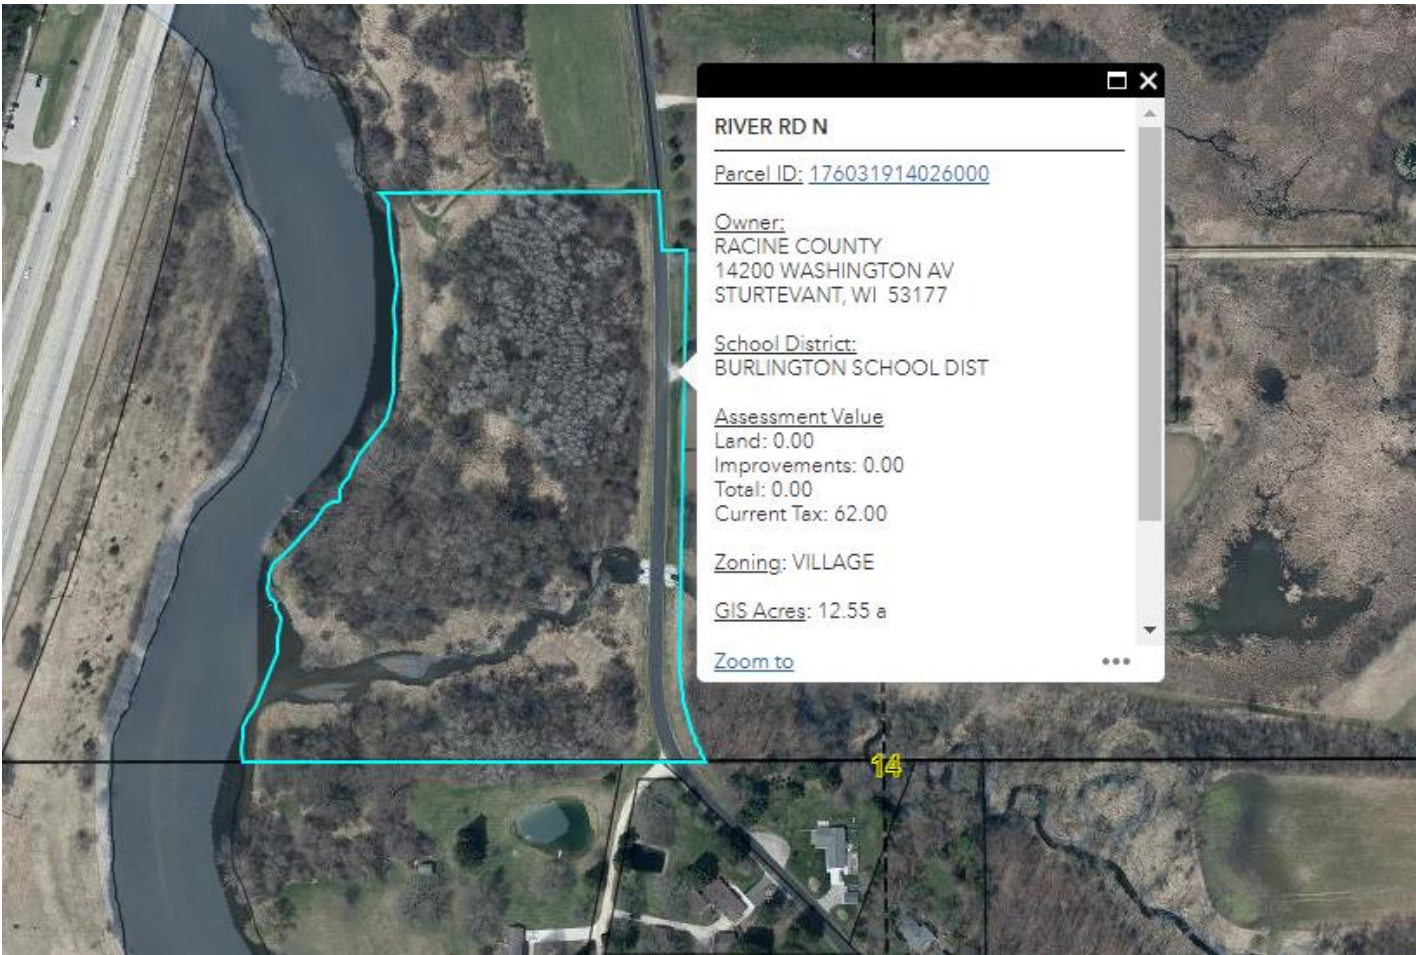 RIVER RD N
Parcel ID: 176031914026000
Owner:
RACINE COUNTY
14200 WASHINGTON AV
STURTEVANT, WI 53177
School District:
BURLINGTON SCHOOL DIST
Assessment Value
Land: 0.00
Improvements: 0.00
Total: 0.00
Current Tax: 62.00
Zoning: VILLAGE
GIS Acres: 12.55 a
Zoom to
14